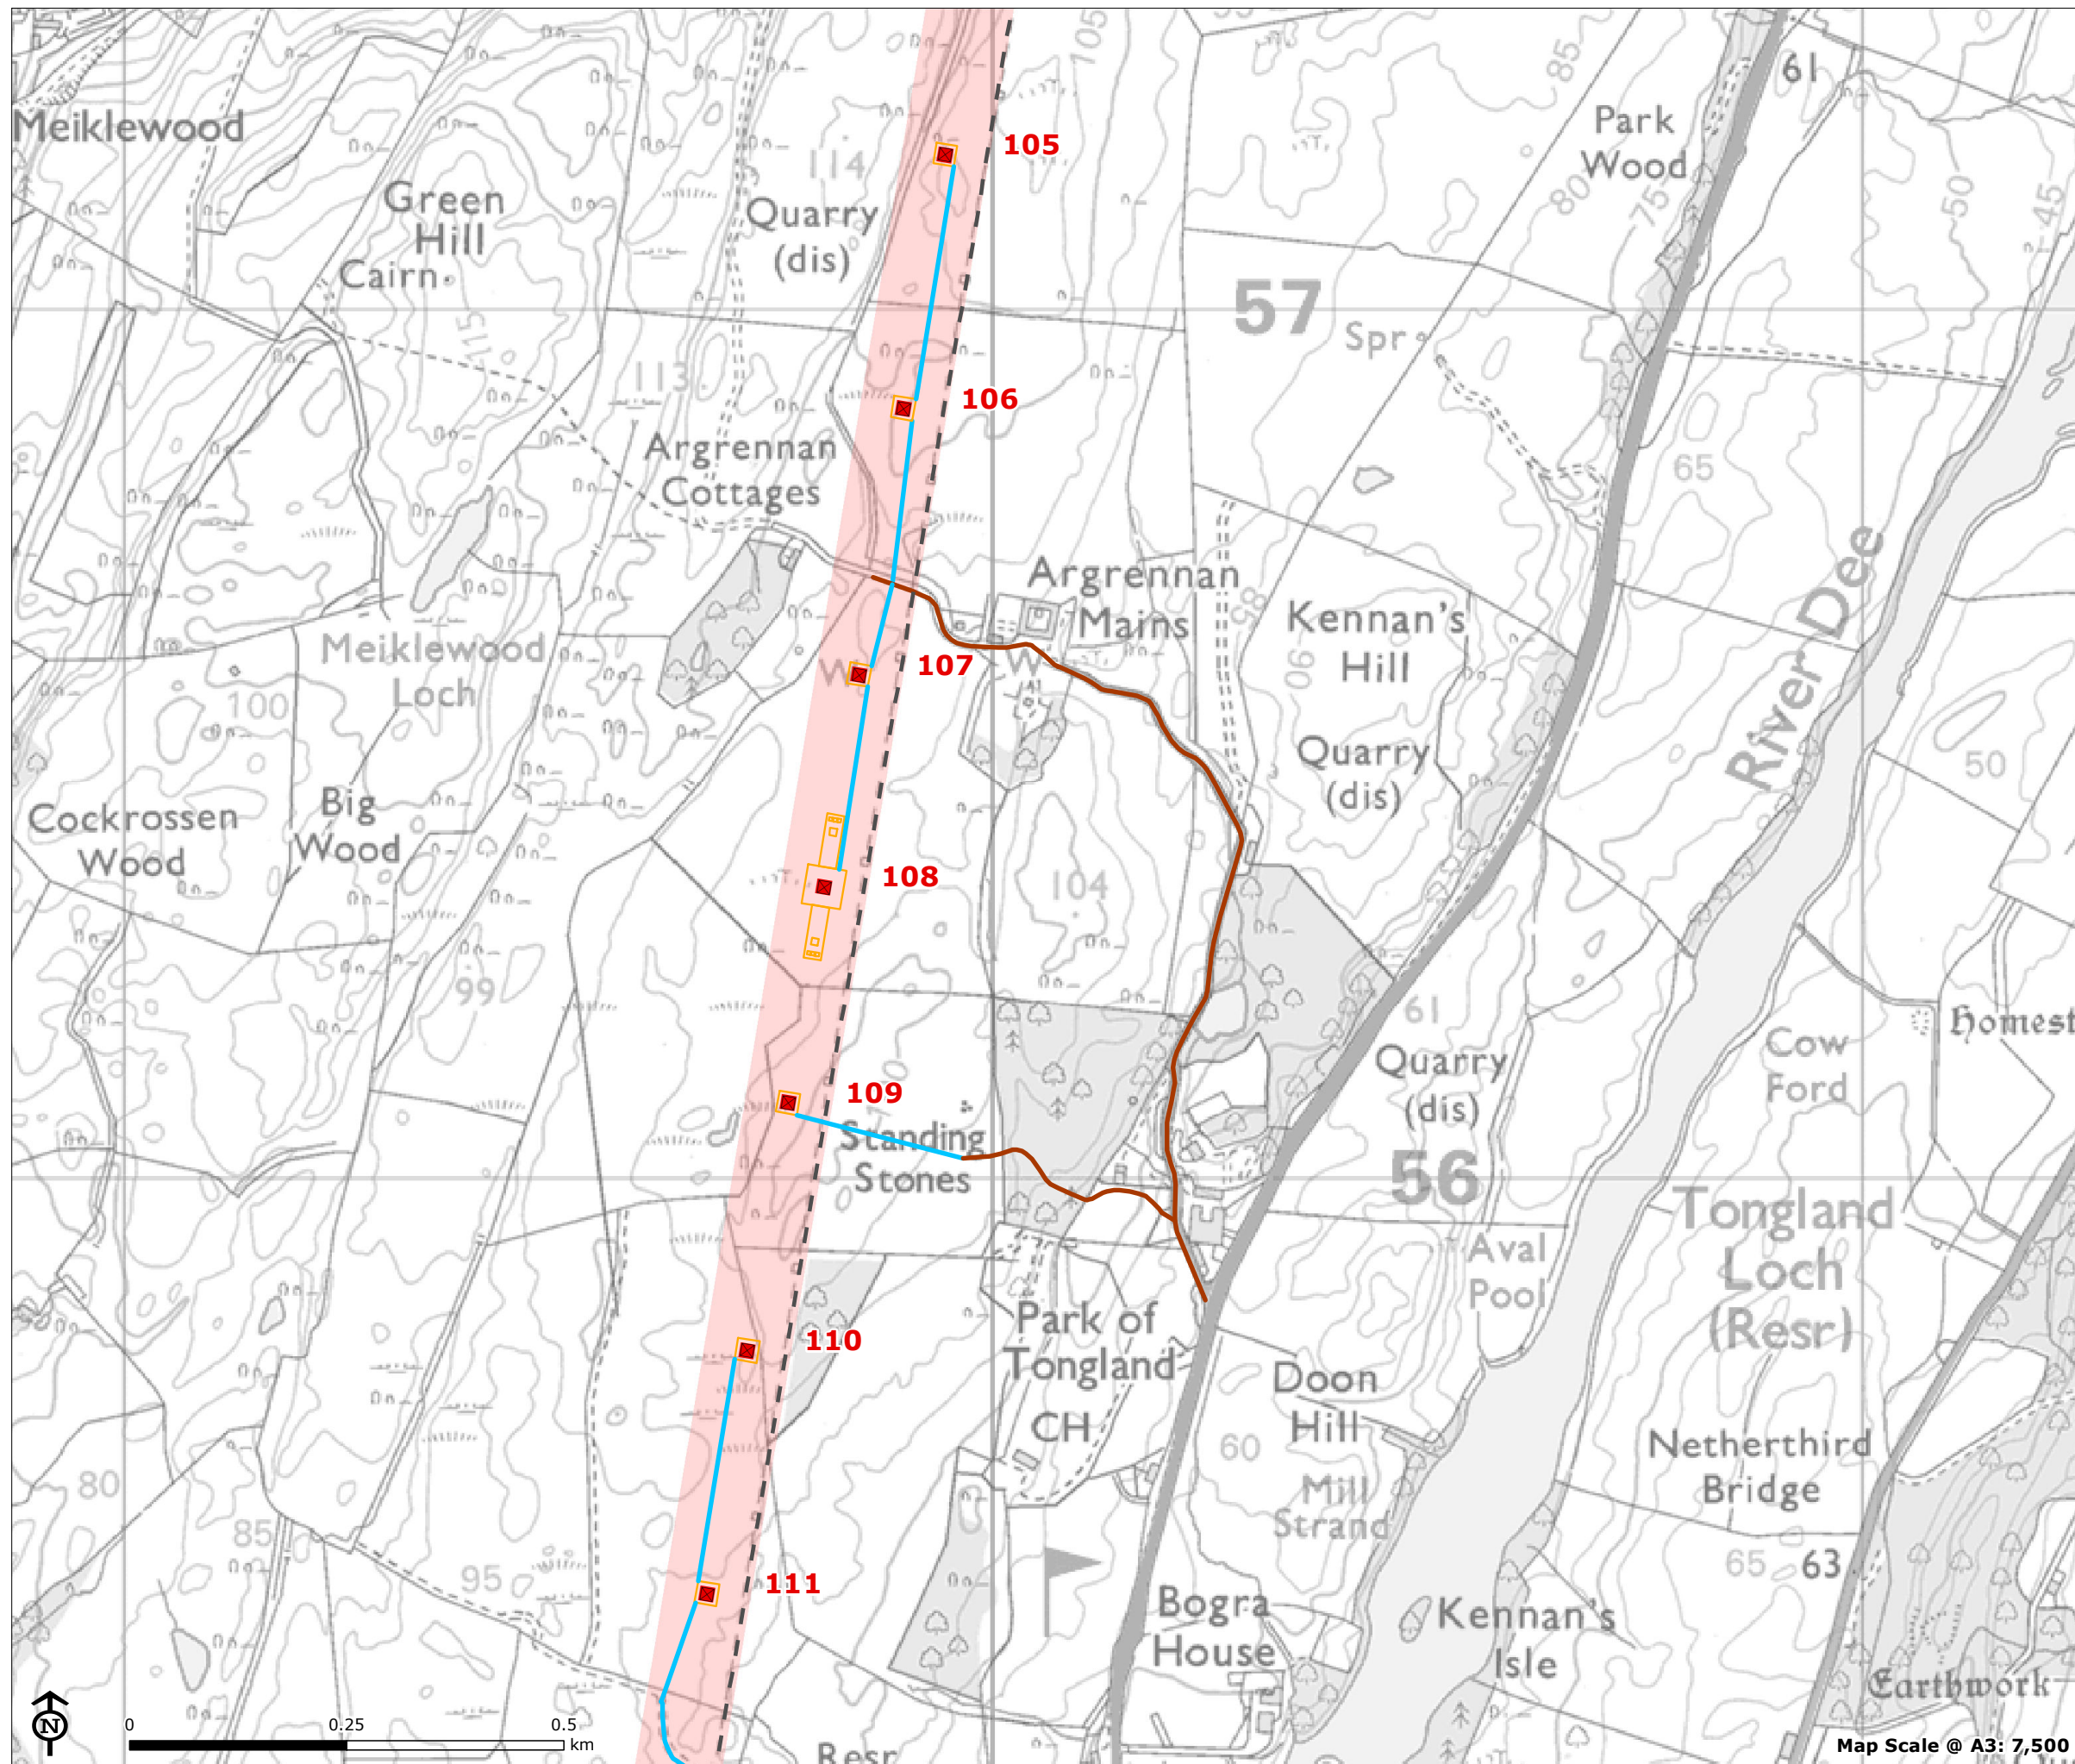 105
61
85
Meiklewood
Park
Wood
105
114
Green
Hill
Cairn
Quarry
(dis)
80
75
50
45
57
Spr
115
113
106
Argrennan
Cottages
65
Argrennan
Mains
85
Kennan's
Hill
River Dee
Meiklewood
Loch
107
W
W
90
100
Quarry
(dis)
50
Cockrossen
Wood
Big
Wood
108
104
99
61
Homest
Cow
Ford
Quarry
(dis)
109
Standing
Stones
56
Tongland
Loch
(Resr)
Aval
Pool
110
Park of
Tongland
CH
Doon
Hill
60
Mill
Strand
Netherthird
Bridge
80
85
95
111
65
63
Bogra
House
Kennan's
Isle
Earthwork
Resr
N
0
0.25
0.5
km
Map Scale @ A3: 7,500